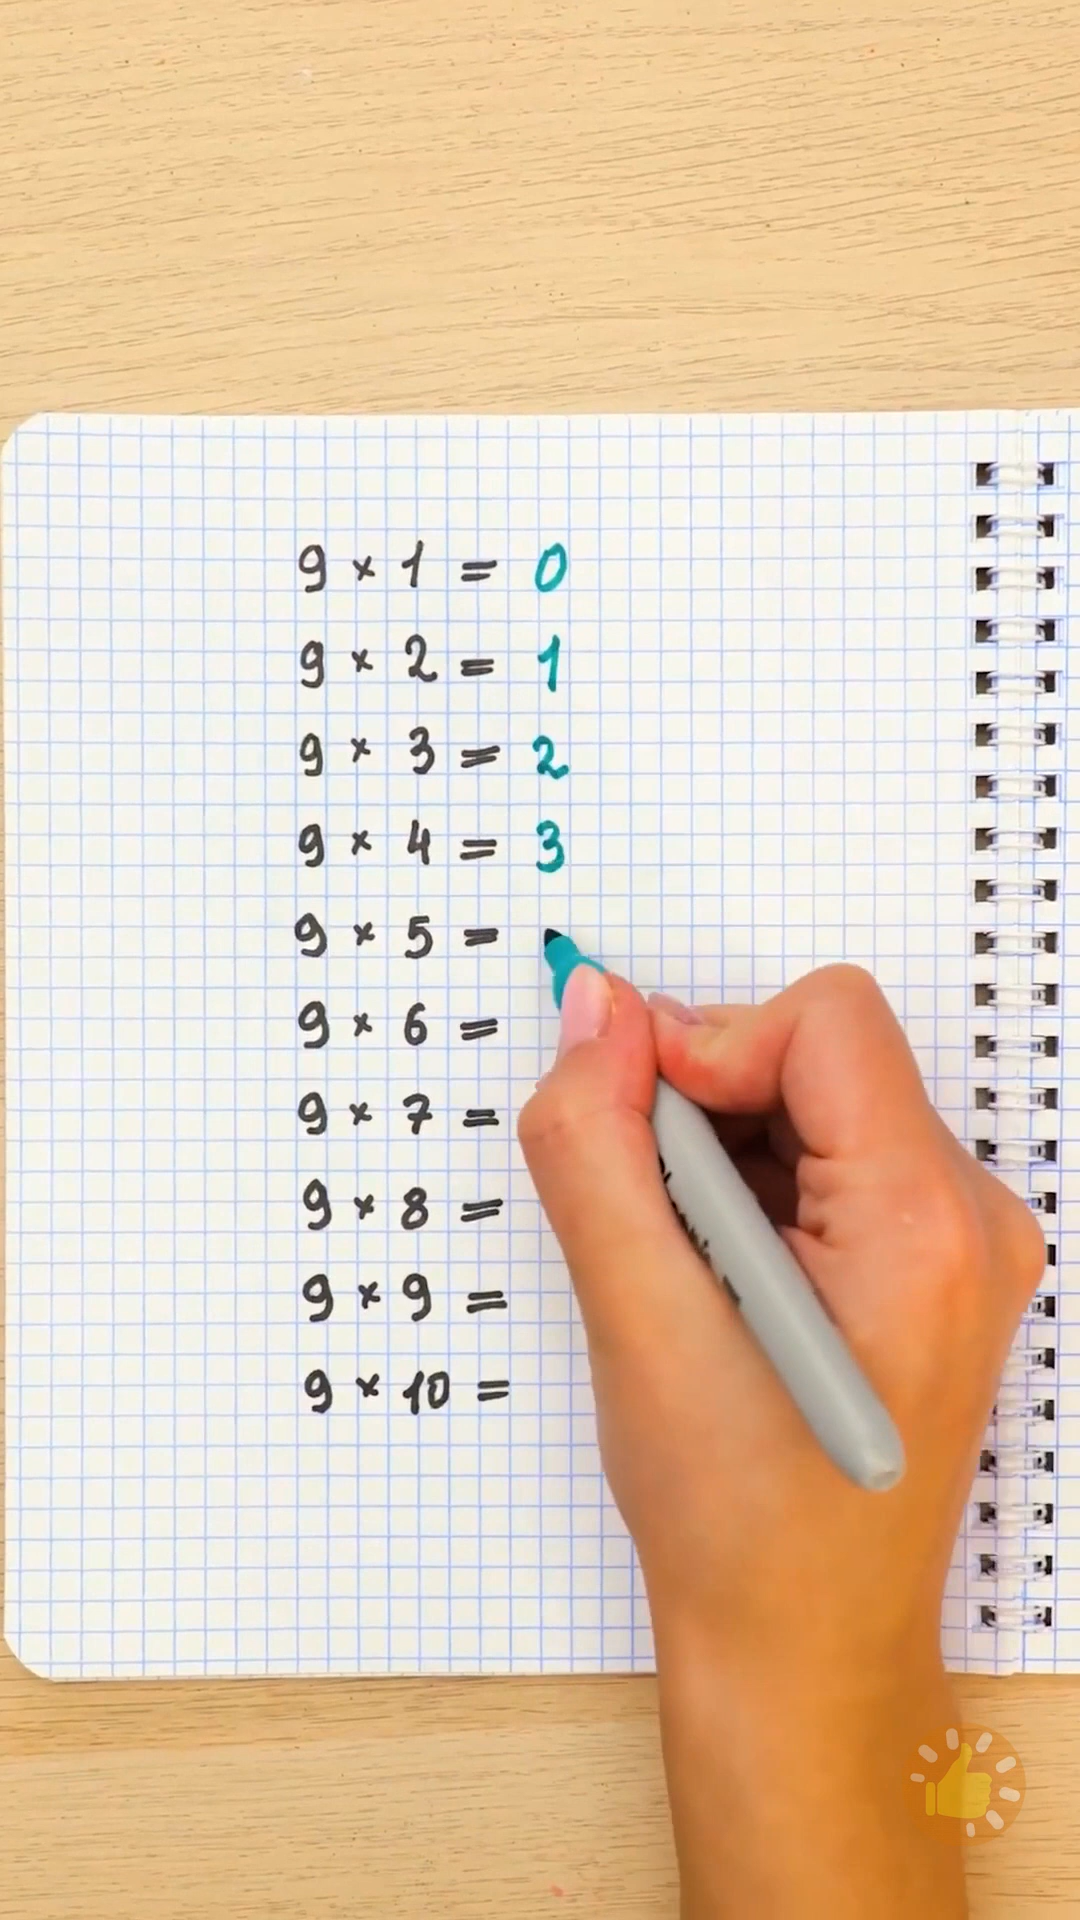 9 × 1 = 0
9 × 2 = 1
9 × 3 = 2
9 × 4 = 3
9 × 5 =
9 × 6 =
9 × 7 =
9 × 8 =
9 × 9 =
9 × 10 =